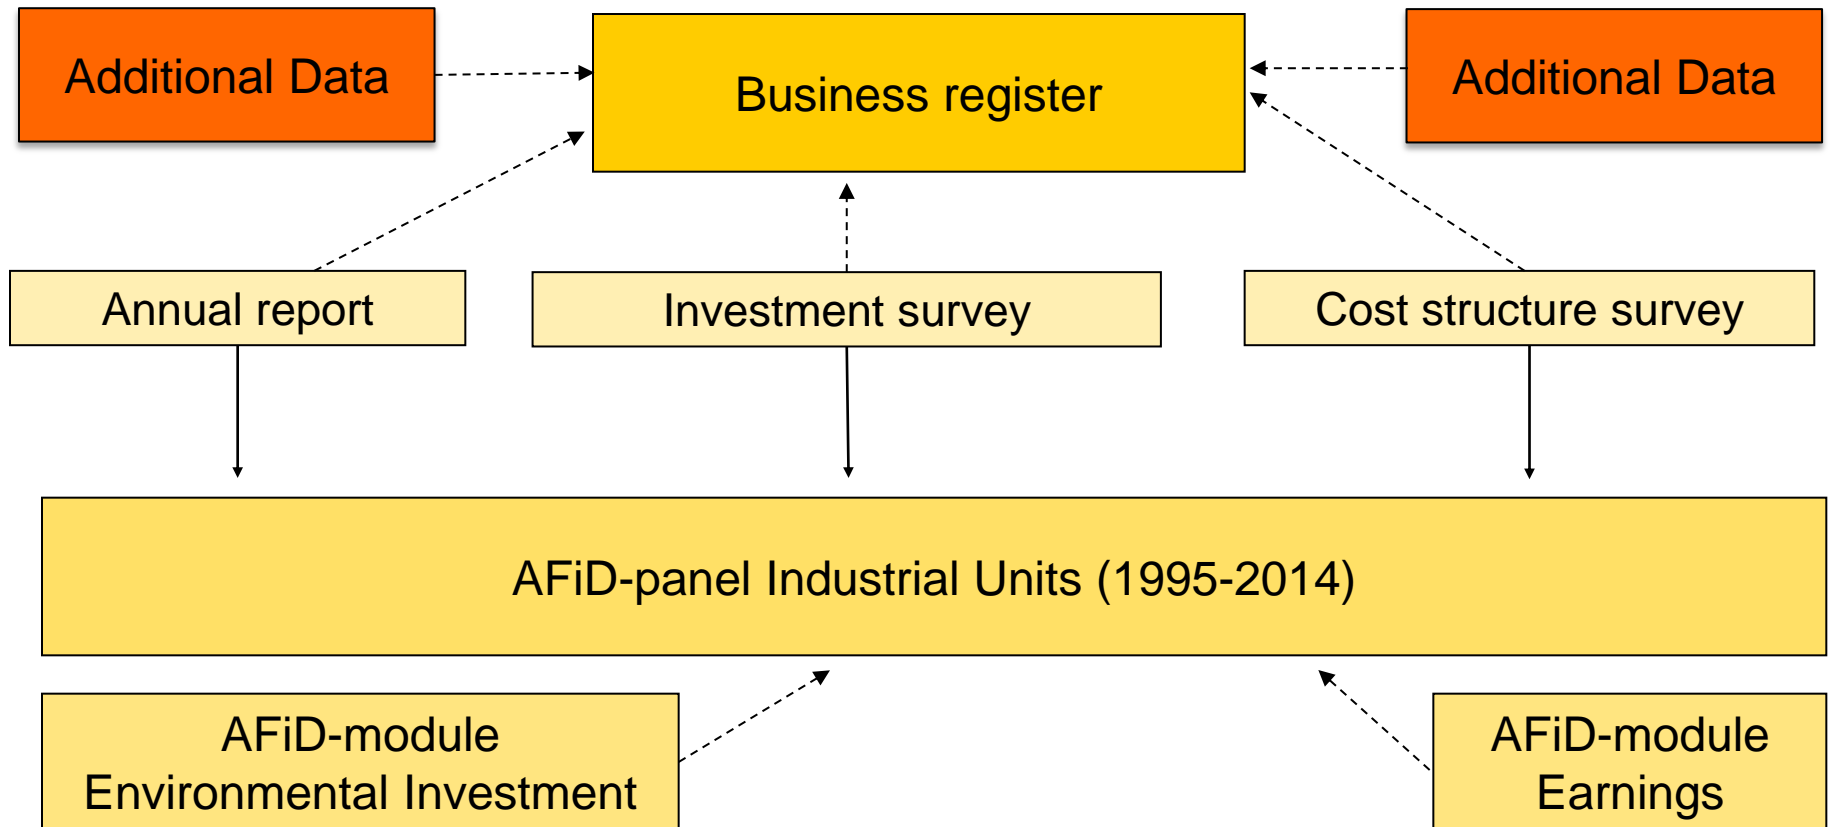 Additional Data
Business register
Additional Data
Annual report
Investment survey
Cost structure survey
AFiD-panel Industrial Units (1995-2014)
AFiD-module
Environmental Investment
AFiD-module
Earnings